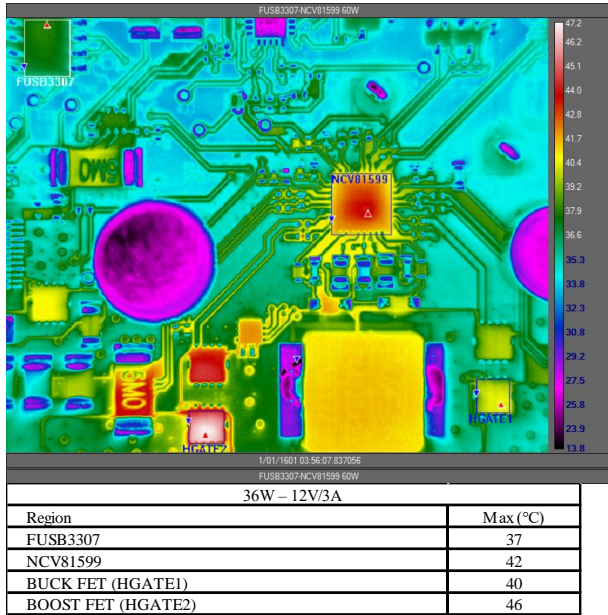 FUSB3307-NCV81599 60W
47.2
46.2
45.1
44.0
42.8
41.7
40.4
39.2
37.9
36.6
35.3
33.8
32.3
30.8
29.2
27.5
25.8
23.9
13.8
FUSB3307
NCV81599
5M0
5M0
HGATE1
HGATE2
1/01/1601 03:56:07.837056
FUSB3307-NCV81599 60W
36W – 12V/3A
Region Max (°C)
FUSB3307 37
NCV81599 42
BUCK FET (HGATE1) 40
BOOST FET (HGATE2) 46